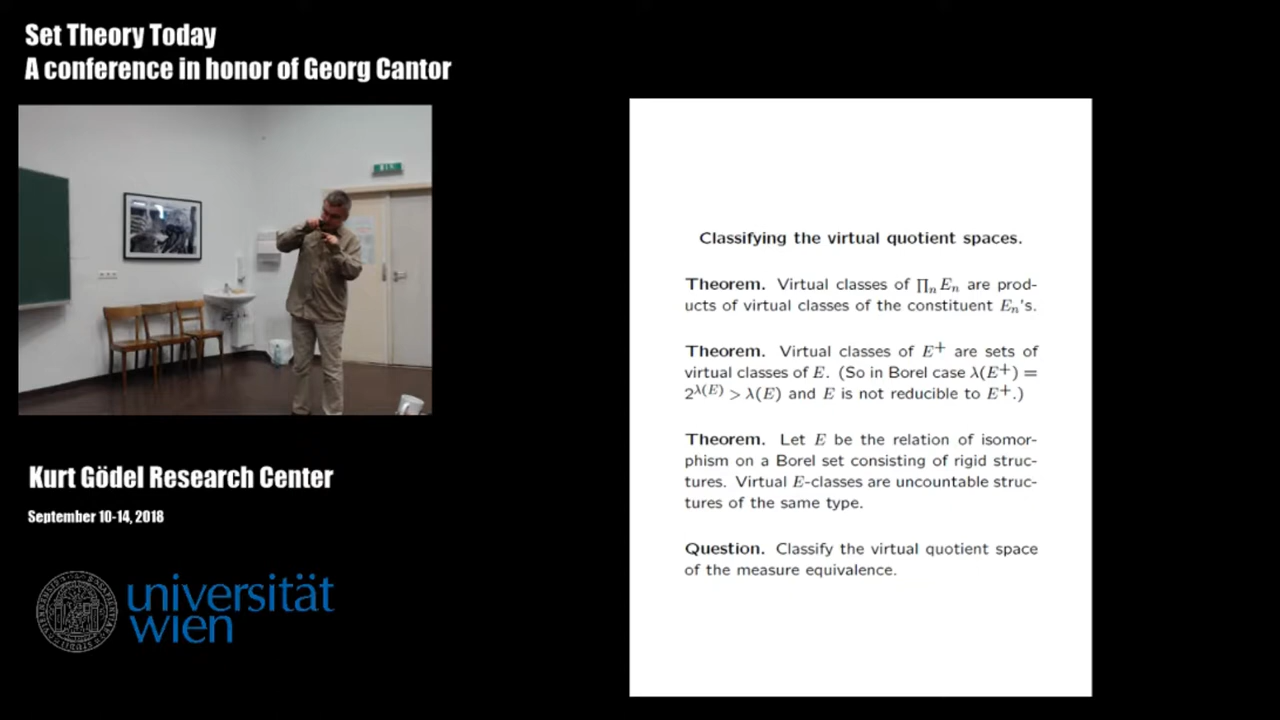 Set Theory Today
A conference in honor of Georg Cantor
Kurt Gödel Research Center
September 10-14, 2018
universität
wien
Classifying the virtual quotient spaces.
Theorem. Virtual classes of ∏ₙ Eₙ are prod-
ucts of virtual classes of the constituent Eₙ's.
Theorem. Virtual classes of E⁺ are sets of
virtual classes of E. (So in Borel case λ(E⁺) =
2^λ(E) > λ(E) and E is not reducible to E⁺.)
Theorem. Let E be the relation of isomor-
phism on a Borel set consisting of rigid struc-
tures. Virtual E-classes are uncountable struc-
tures of the same type.
Question. Classify the virtual quotient space
of the measure equivalence.